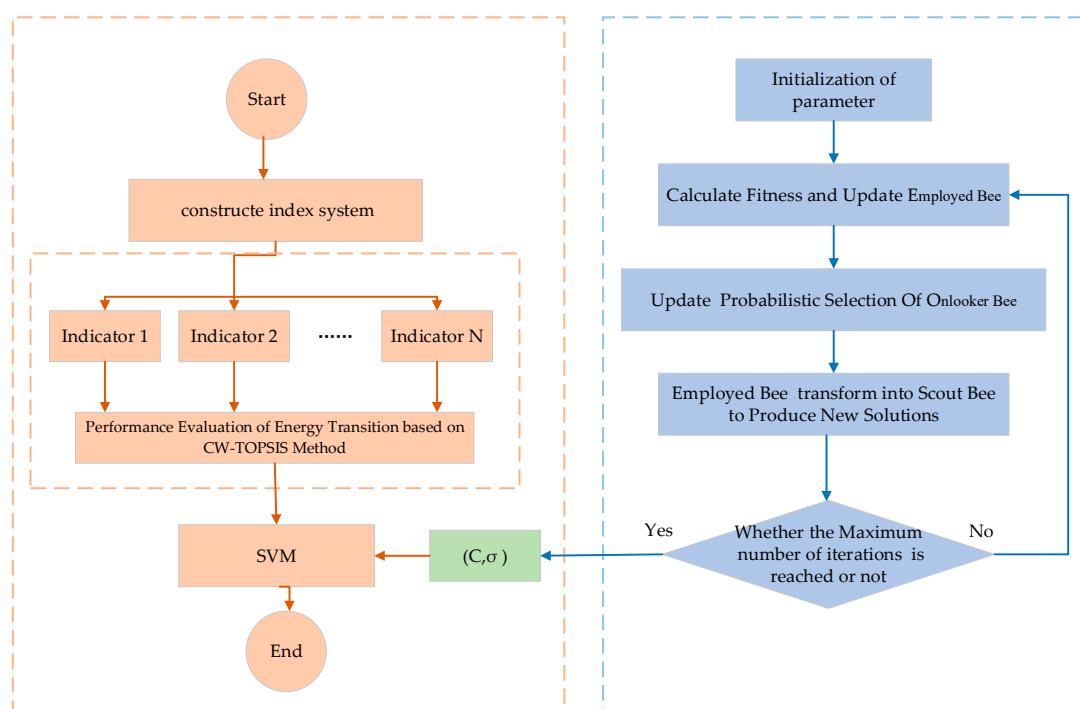 Start
constructe index system
Indicator 1
Indicator 2
......
Indicator N
Performance Evaluation of Energy Transition based on
CW-TOPSIS Method
SVM
(C,σ )
End
Initialization of
parameter
Calculate Fitness and Update Employed Bee
Update Probabilistic Selection Of Onlooker Bee
Employed Bee transform into Scout Bee
to Produce New Solutions
Yes
Whether the Maximum
number of iterations is
reached or not
No